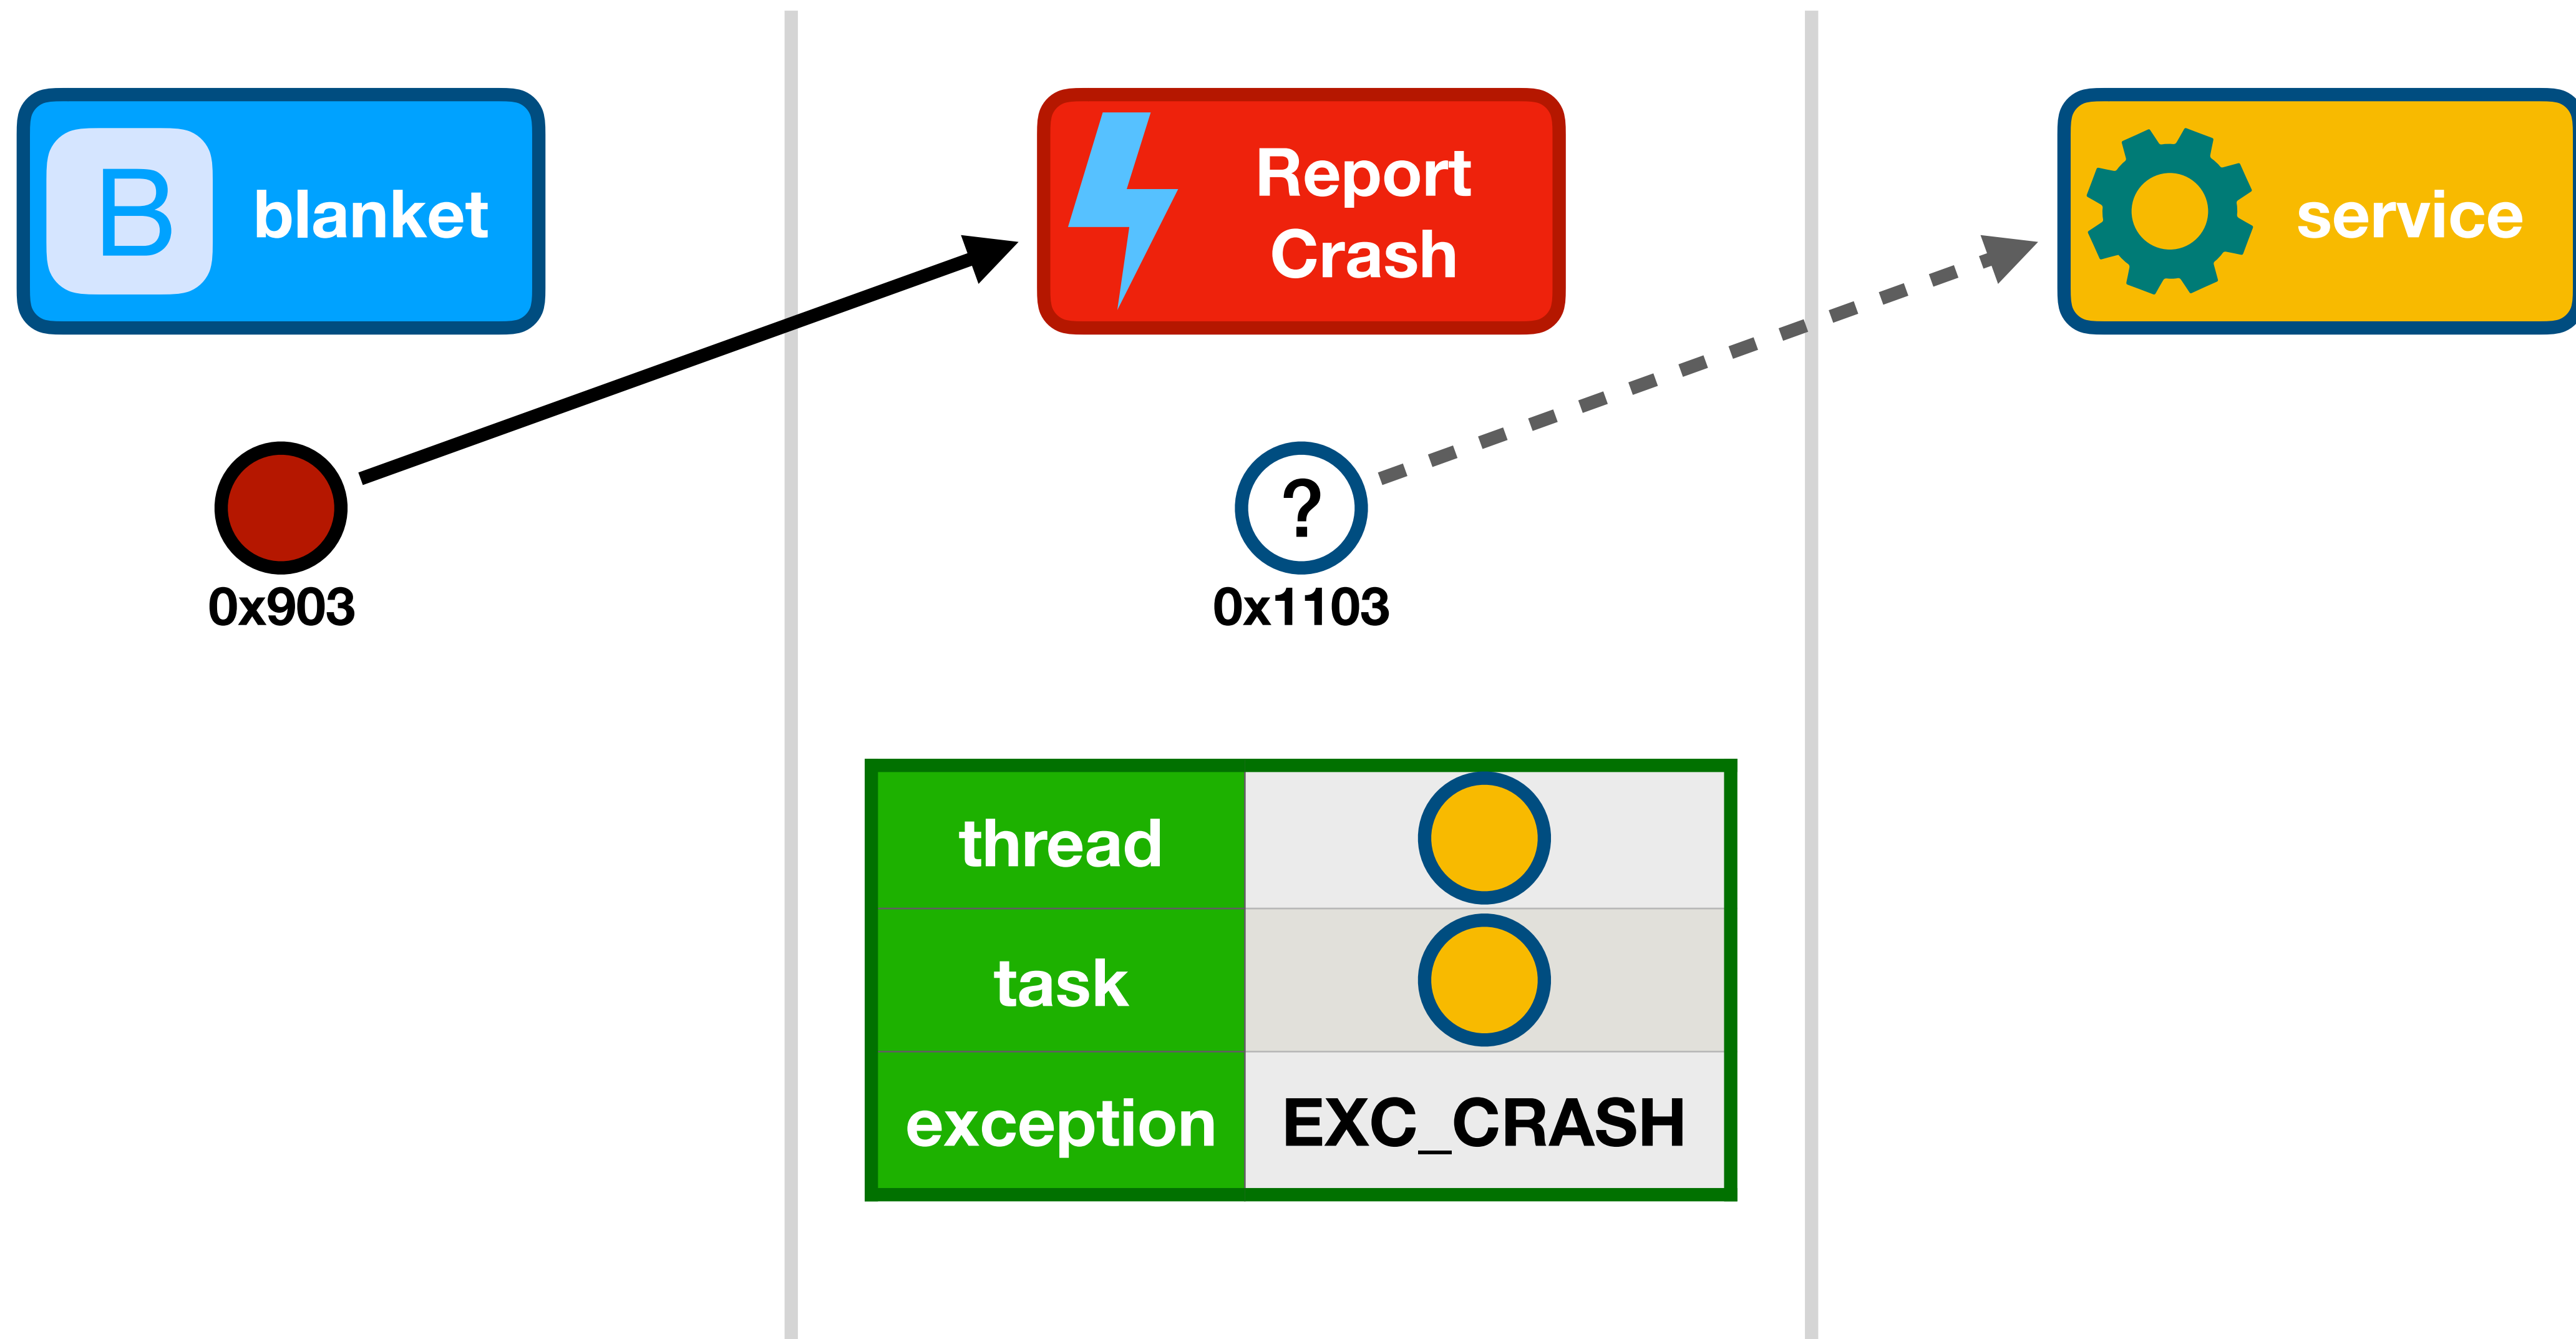 B
blanket
Report
Crash
service
?
0x903
0x1103
thread
task
exception
EXC_CRASH